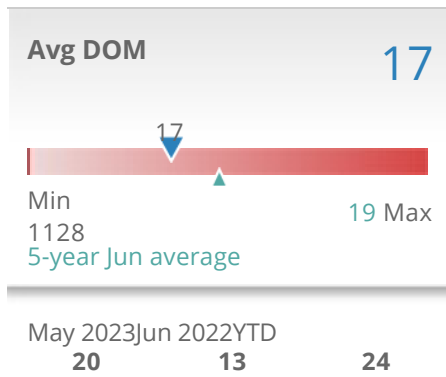 Avg DOM 17
17
Min 19 Max
1128
5-year Jun average
May 2023Jun 2022YTD
20 13 24